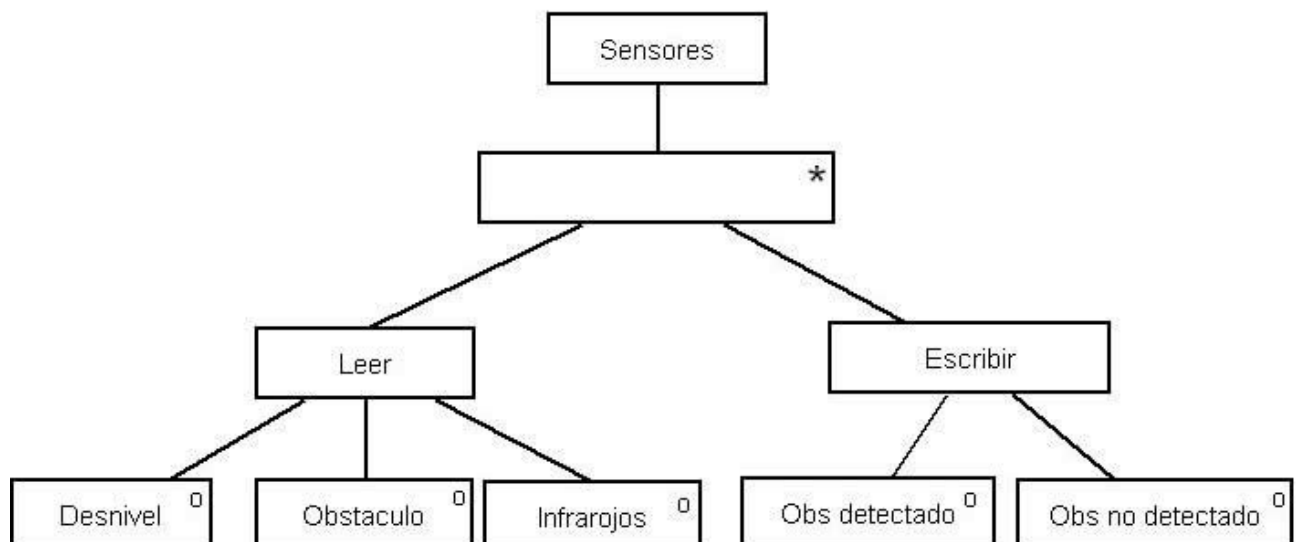 Sensores
*
Leer
Escribir
Desnivel o
Obstaculo o
Infrarojos o
Obs detectado o
Obs no detectado o